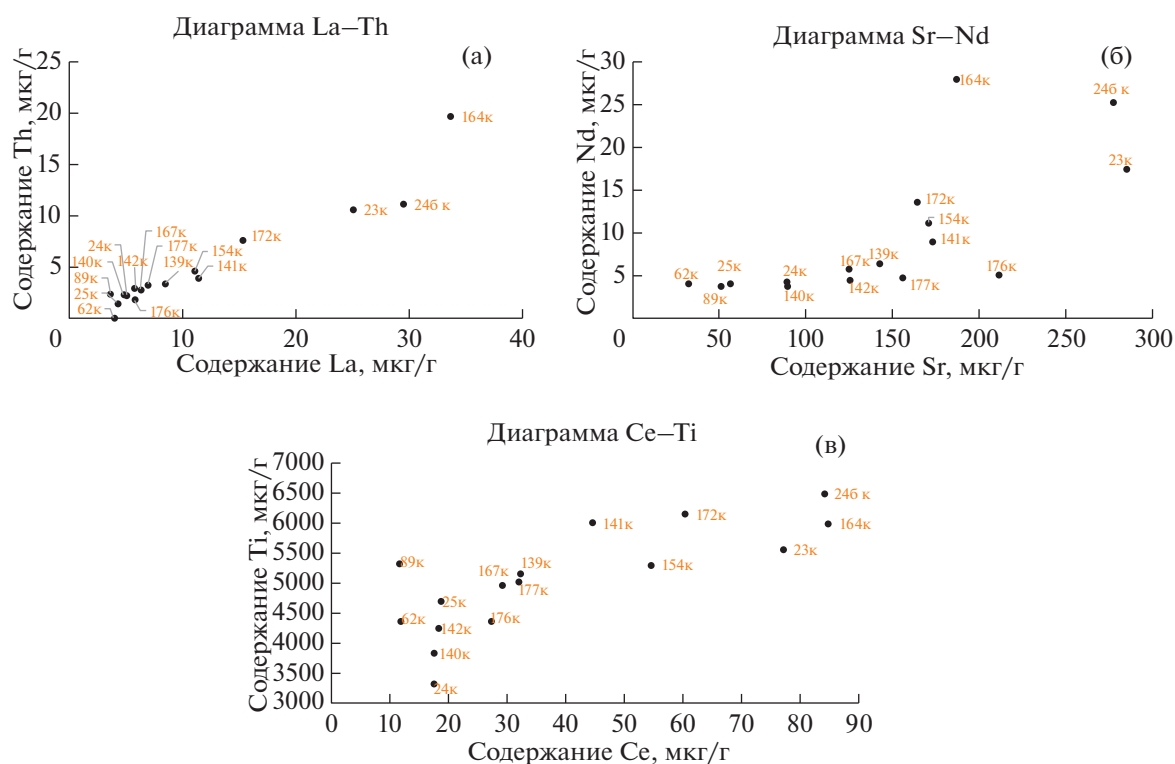 Диаграмма La–Th
(а)
Содержание Th, мкг/г
25
20
15
10
5
0
10
20
30
40
Содержание La, мкг/г
164к
24б к
23к
172к
167к
177к
154к
24к
142к
139к
140к
141к
89к
25к
62к
176к
Диаграмма Sr–Nd
(б)
Содержание Nd, мкг/г
30
25
20
15
10
5
0
50
100
150
200
250
300
Содержание Sr, мкг/г
164к
24б к
23к
172к
154к
141к
167к
139к
176к
62к
25к
24к
89к
140к
142к
177к
Диаграмма Ce–Ti
(в)
Содержание Ti, мкг/г
7000
6000
5500
5000
4500
4000
3500
3000
0
10
20
30
40
50
60
70
80
90
Содержание Ce, мкг/г
24б к
172к
141к
164к
23к
89к
167к
139к
154к
177к
25к
62к
142к
176к
140к
24к